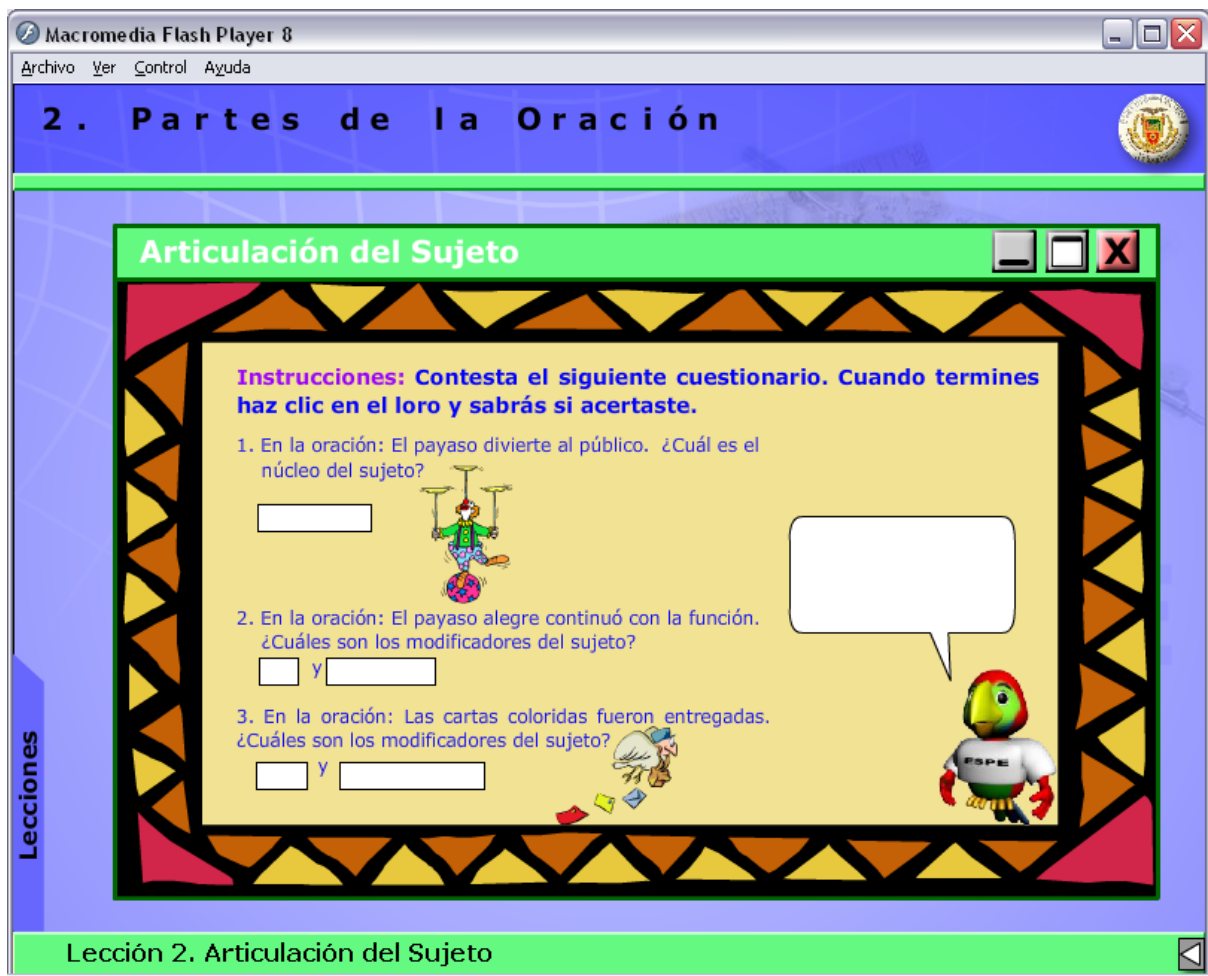 Macromedia Flash Player 8
Archivo Ver Control Ayuda
2. Partes de la Oración
Articulación del Sujeto
Instrucciones: Contesta el siguiente cuestionario. Cuando termines
haz clic en el loro y sabrás si acertaste.
1. En la oración: El payaso divierte al público. ¿Cuál es el
núcleo del sujeto?
2. En la oración: El payaso alegre continuó con la función.
¿Cuáles son los modificadores del sujeto?
y
3. En la oración: Las cartas coloridas fueron entregadas.
¿Cuáles son los modificadores del sujeto?
y
ESPE
Lecciones
Lección 2. Articulación del Sujeto